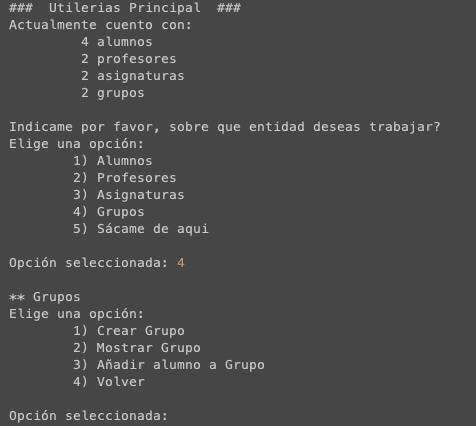 ###  Utilerias Principal  ###
Actualmente cuento con:
4 alumnos
2 profesores
2 asignaturas
2 grupos
Indicame por favor, sobre que entidad deseas trabajar?
Elige una opción:
1) Alumnos
2) Profesores
3) Asignaturas
4) Grupos
5) Sácame de aqui
Opción seleccionada: 4
** Grupos
Elige una opción:
1) Crear Grupo
2) Mostrar Grupo
3) Añadir alumno a Grupo
4) Volver
Opción seleccionada: